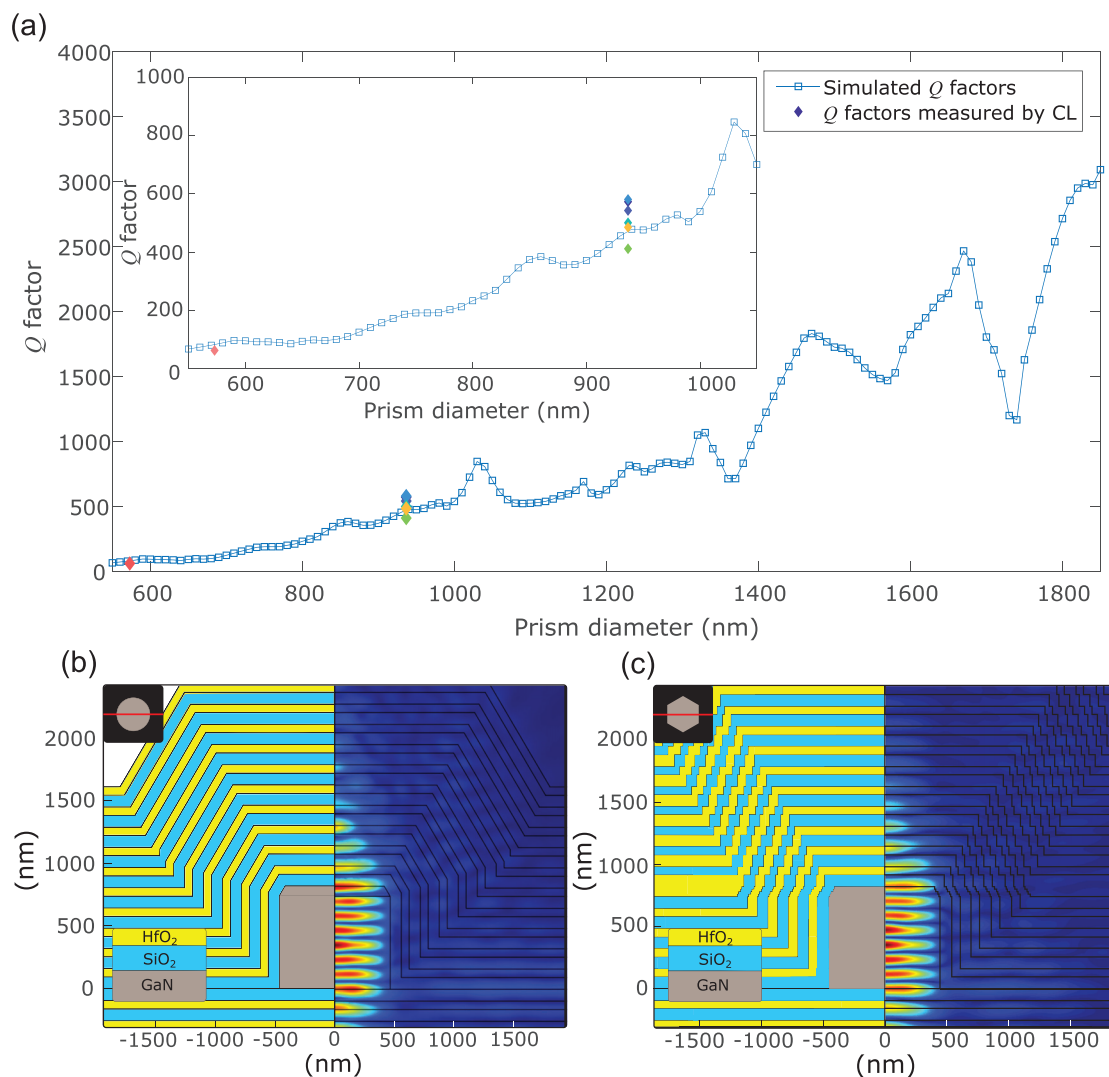 (a)
4000
3500
3000
2500
2000
1500
1000
500
0
Q factor
600 800 1000 1200 1400 1600 1800
Prism diameter (nm)
1000
800
600
400
200
0
Q factor
600 700 800 900 1000
Prism diameter (nm)
Simulated Q factors
Q factors measured by CL
(b)
2000
1500
1000
500
0
(nm)
HfO₂
SiO₂
GaN
-1500 -1000 -500 0 500 1000 1500
(nm)
(c)
2000
1500
1000
500
0
(nm)
HfO₂
SiO₂
GaN
-1500 -1000 -500 0 500 1000 1500
(nm)